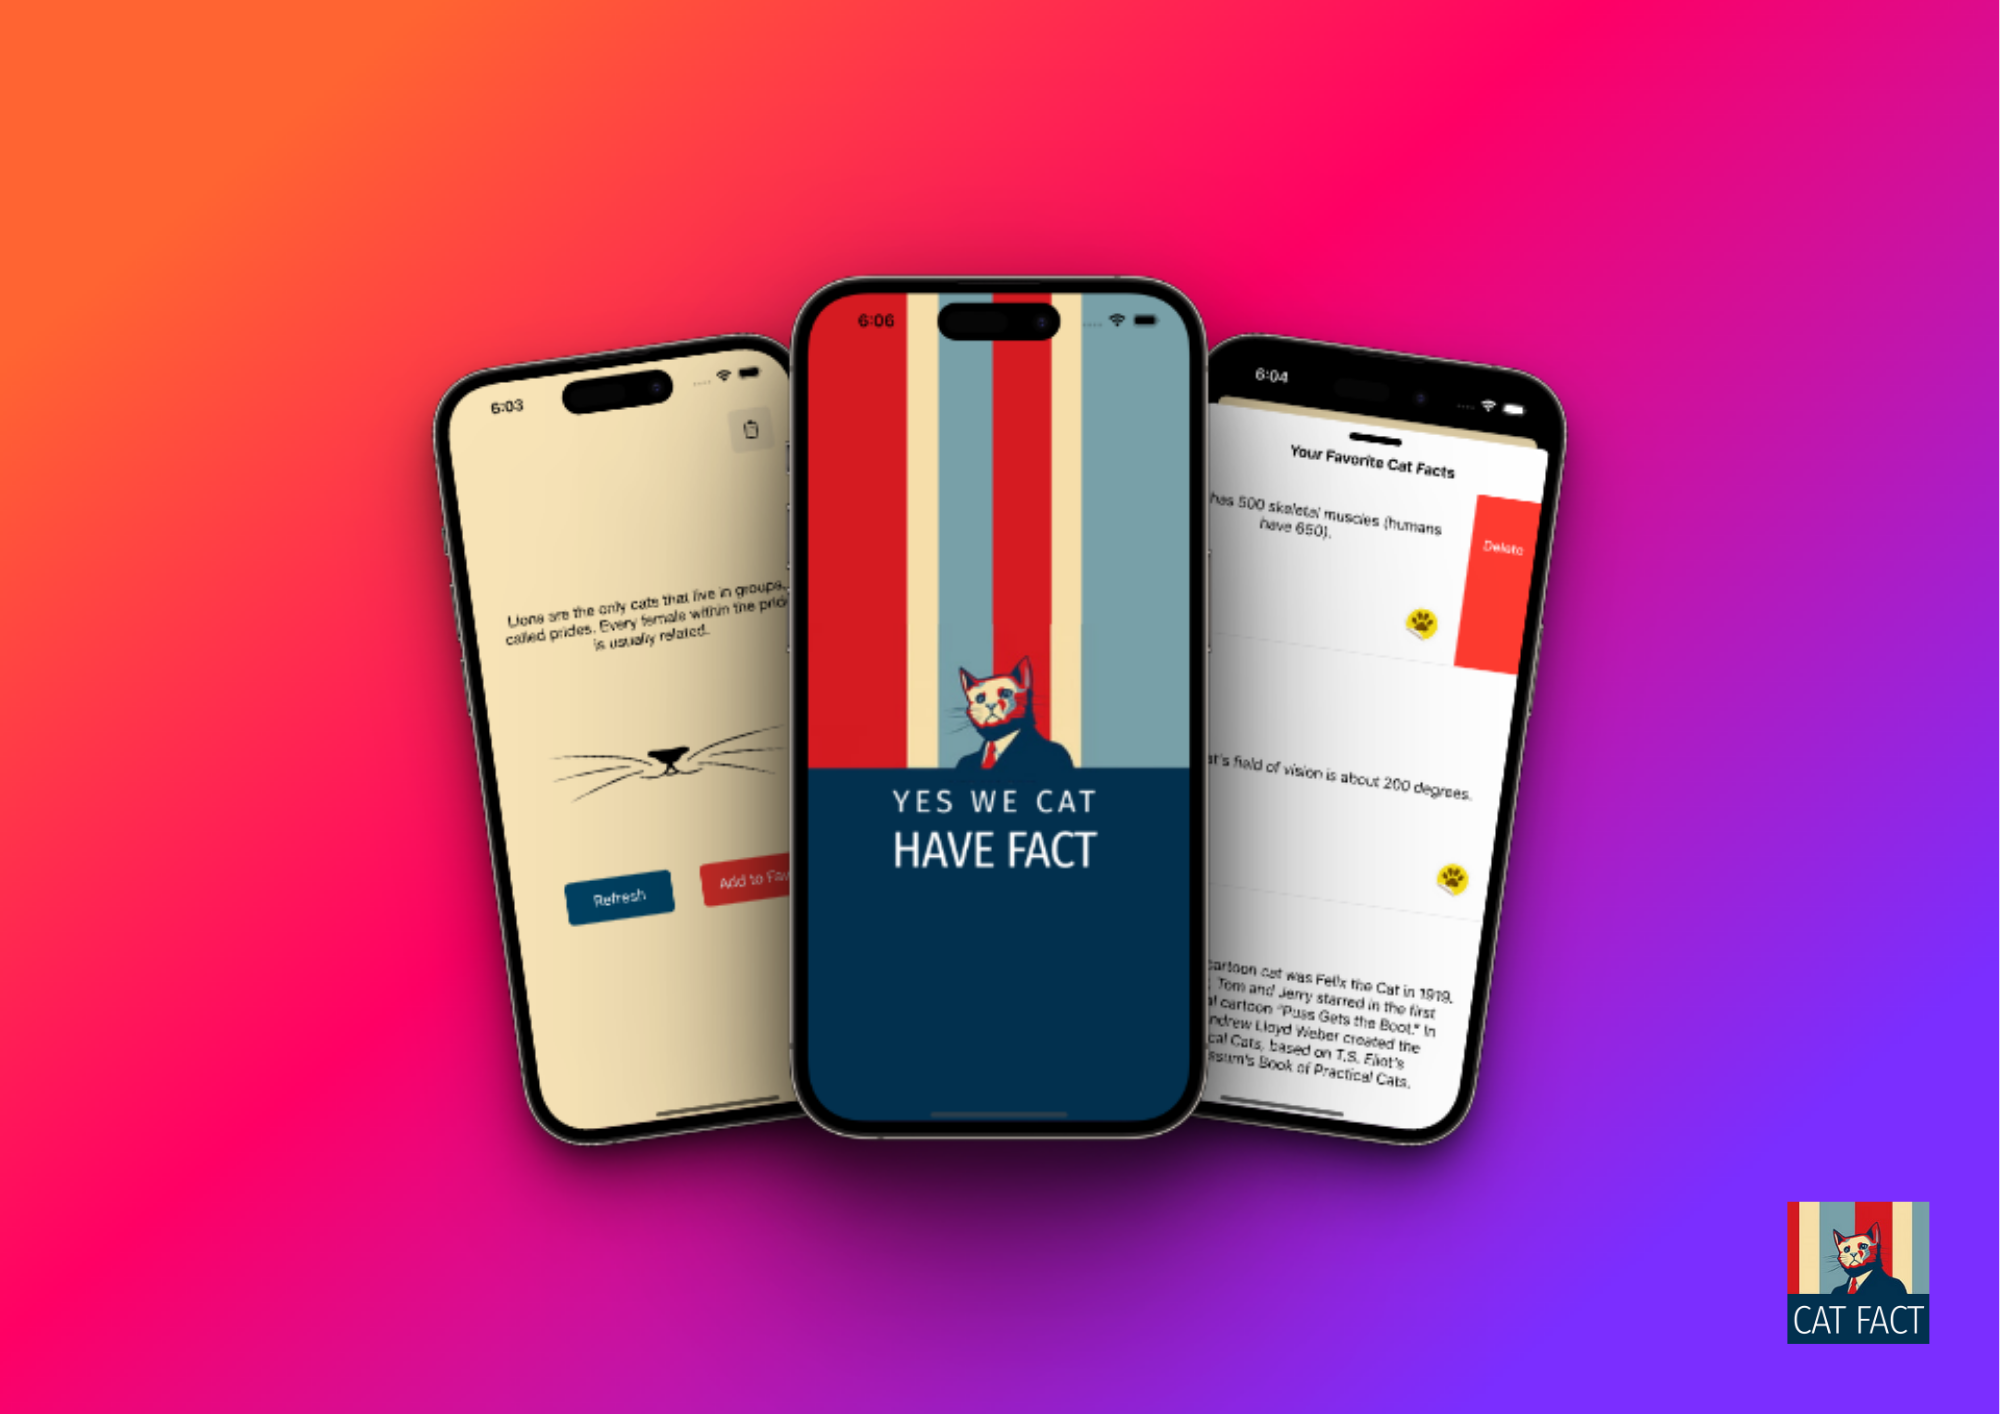 6:03
Lions are the only cats that live in groups,
called prides. Every female within the prid
is usually related.
Refresh
Add to Fav
6:06
YES WE CAT
HAVE FACT
6:04
Your Favorite Cat Facts
has 500 skeletal muscles (humans
have 650).
Delete
at's field of vision is about 200 degrees.
cartoon cat was Felix the Cat in 1919.
Tom and Jerry starred in the first
al cartoon "Puss Gets the Boot." In
ndrew Lloyd Weber created the
cal Cats, based on T.S. Eliot's
ssum's Book of Practical Cats.
CAT FACT